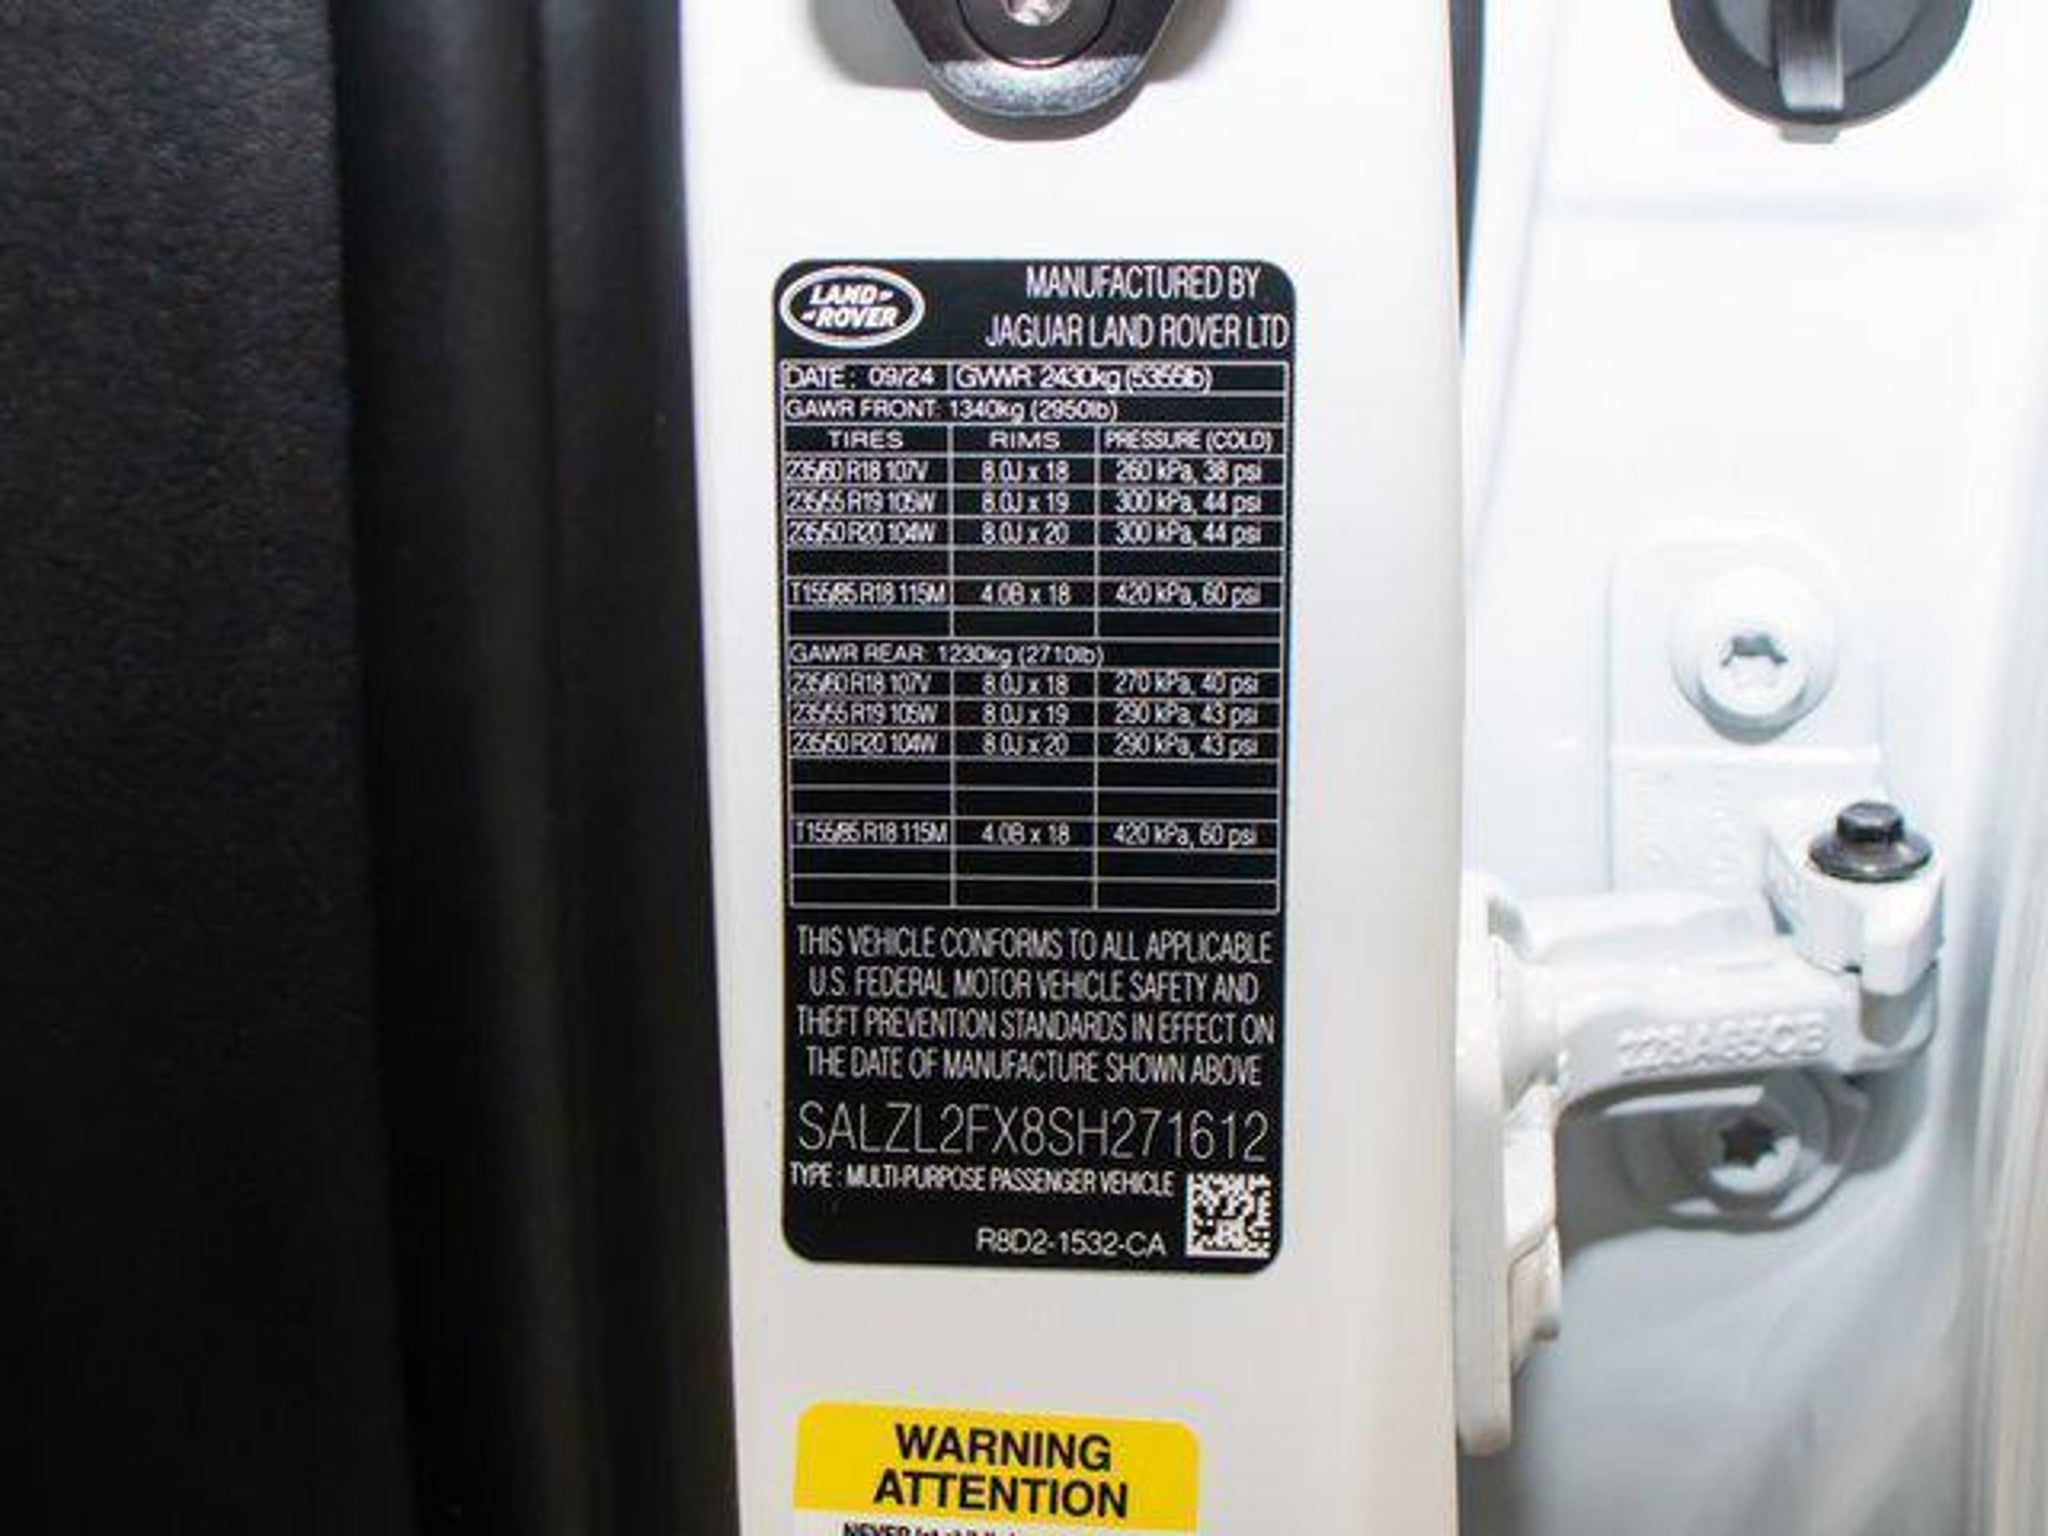 LAND
ROVER
MANUFACTURED BY
JAGUAR LAND ROVER LTD
DATE: 09/24 GVWR 2430kg (5355lb)
GAWR FRONT: 1340kg (2950lb)
TIRES RIMS PRESSURE (COLD)
235/60 R18 107V 8.0J x 18 260 kPa, 38 psi
235/55 R19 105W 8.0J x 19 300 kPa, 44 psi
235/50 R20 104W 8.0J x 20 300 kPa, 44 psi
T155/85 R18 115M 4.0B x 18 420 kPa, 60 psi
GAWR REAR: 1230kg (2710lb)
235/60 R18 107V 8.0J x 18 270 kPa, 40 psi
235/55 R19 105W 8.0J x 19 290 kPa, 43 psi
235/50 R20 104W 8.0J x 20 290 kPa, 43 psi
T155/85 R18 115M 4.0B x 18 420 kPa, 60 psi
THIS VEHICLE CONFORMS TO ALL APPLICABLE
U.S. FEDERAL MOTOR VEHICLE SAFETY AND
THEFT PREVENTION STANDARDS IN EFFECT ON
THE DATE OF MANUFACTURE SHOWN ABOVE
SALZL2FX8SH271612
TYPE : MULTI-PURPOSE PASSENGER VEHICLE
R8D2-1532-CA
WARNING
ATTENTION
NEVER